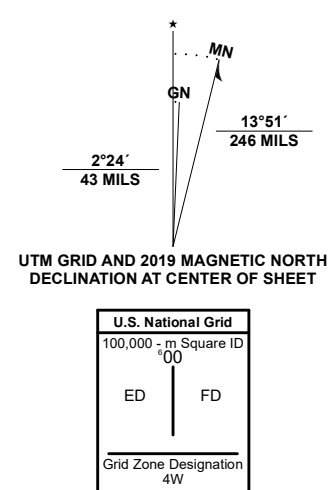 ★
MN
GN
13°51´
246 MILS
2°24´
43 MILS
UTM GRID AND 2019 MAGNETIC NORTH
DECLINATION AT CENTER OF SHEET
U.S. National Grid
100,000 - m Square ID
⁶00
ED FD
Grid Zone Designation
4W